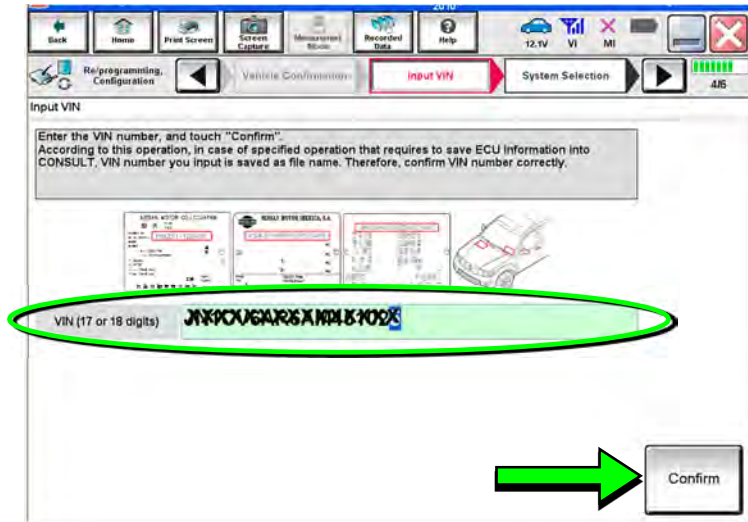 Back
Home
Print Screen
Screen Capture
Measurement Mode
Recorded Data
Help
12.1V
VI
MI
Re/programming, Configuration
Vehicle Confirmation
Input VIN
System Selection
4/6
Input VIN
Enter the VIN number, and touch "Confirm".
According to this operation, in case of specified operation that requires to save ECU Information into
CONSULT, VIN number you input is saved as file name. Therefore, confirm VIN number correctly.
VIN (17 or 18 digits)
Confirm